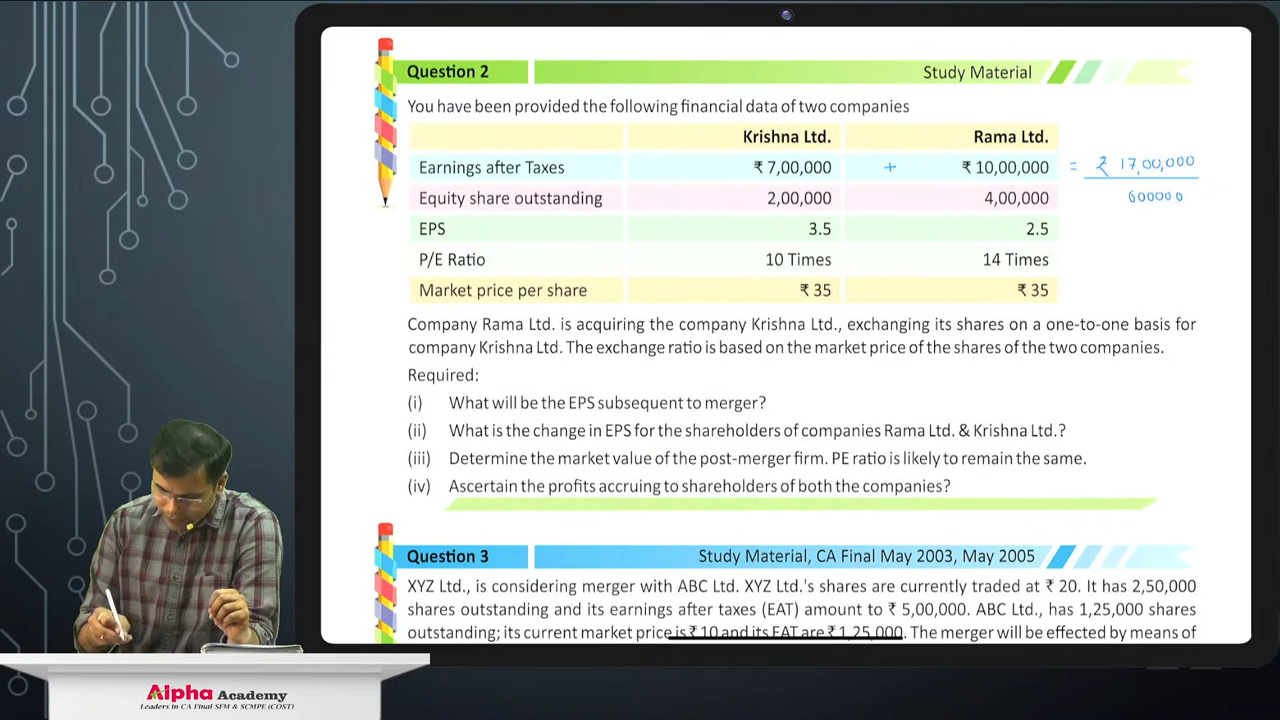 Question 2 Study Material
You have been provided the following financial data of two companies
Krishna Ltd. Rama Ltd.
Earnings after Taxes ₹ 7,00,000 + ₹ 10,00,000 = ₹ 17,00,000
Equity share outstanding 2,00,000 4,00,000 600000
EPS 3.5 2.5
P/E Ratio 10 Times 14 Times
Market price per share ₹ 35 ₹ 35
Company Rama Ltd. is acquiring the company Krishna Ltd., exchanging its shares on a one-to-one basis for
company Krishna Ltd. The exchange ratio is based on the market price of the shares of the two companies.
Required:
(i) What will be the EPS subsequent to merger?
(ii) What is the change in EPS for the shareholders of companies Rama Ltd. & Krishna Ltd.?
(iii) Determine the market value of the post-merger firm. PE ratio is likely to remain the same.
(iv) Ascertain the profits accruing to shareholders of both the companies?
Question 3 Study Material, CA Final May 2003, May 2005
XYZ Ltd., is considering merger with ABC Ltd. XYZ Ltd.'s shares are currently traded at ₹ 20. It has 2,50,000
shares outstanding and its earnings after taxes (EAT) amount to ₹ 5,00,000. ABC Ltd., has 1,25,000 shares
outstanding; its current market price is ₹ 10 and its EAT are ₹ 1,25,000. The merger will be effected by means of
Alpha Academy
Leaders in CA Final SFM & SCMPE (COST)